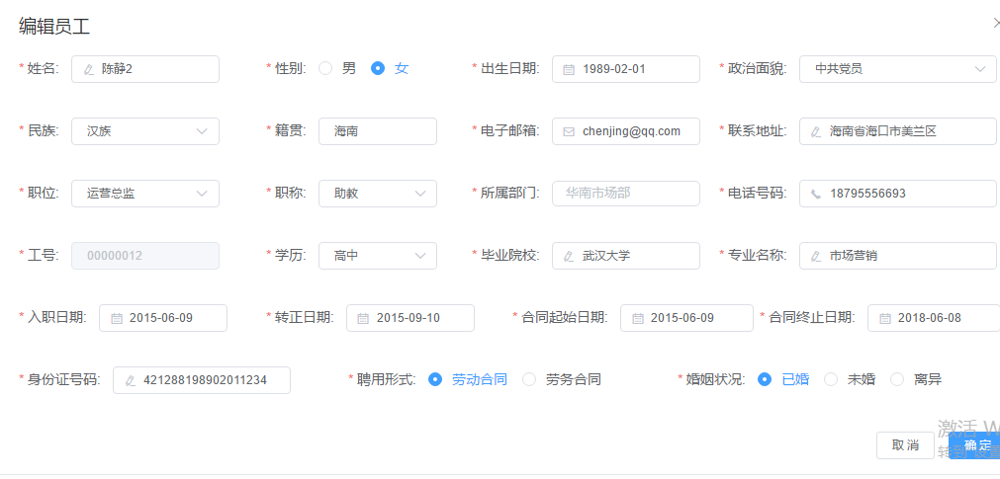 编辑员工
* 姓名: 陈静2 * 性别: 男 女 * 出生日期: 1989-02-01 * 政治面貌: 中共党员
* 民族: 汉族 * 籍贯: 海南 * 电子邮箱: chenjing@qq.com * 联系地址: 海南省海口市美兰区
* 职位: 运营总监 * 职称: 助教 * 所属部门: 华南市场部 * 电话号码: 18795556693
* 工号: 00000012 * 学历: 高中 * 毕业院校: 武汉大学 * 专业名称: 市场营销
* 入职日期: 2015-06-09 * 转正日期: 2015-09-10 * 合同起始日期: 2015-06-09 * 合同终止日期: 2018-06-08
* 身份证号码: 421288198902011234 * 聘用形式: 劳动合同 劳务合同 * 婚姻状况: 已婚 未婚 离异
激活 W
取消 确定
转到